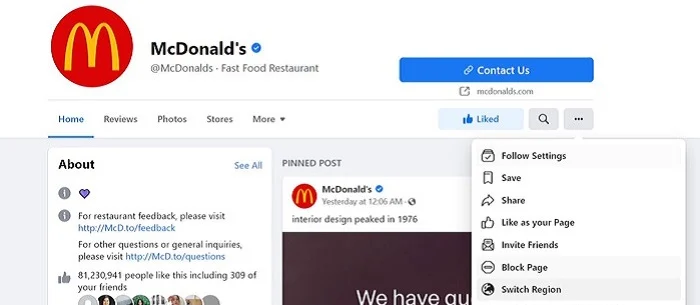 McDonald's
@McDonalds · Fast Food Restaurant
Contact Us
mcdonalds.com
Home Reviews Photos Stores More
Liked
About See All
For restaurant feedback, please visit
http://McD.to/feedback
For other questions or general inquiries,
please visit http://McD.to/questions
81,230,941 people like this including 309 of
your friends
PINNED POST
McDonald's
Yesterday at 12:06 AM ·
interior design peaked in 1976
We have
Follow Settings
Save
Share
Like as your Page
Invite Friends
Block Page
Switch Region